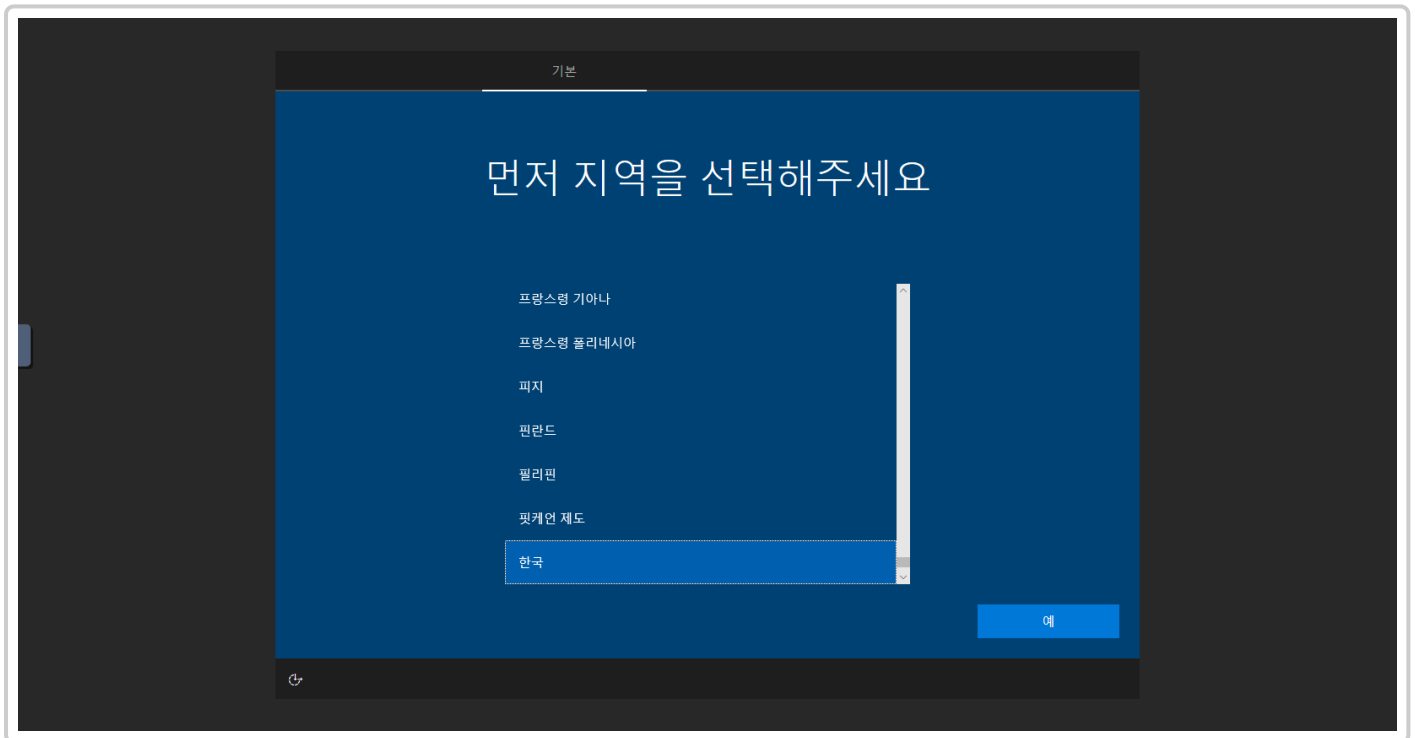 기본
먼저 지역을 선택해주세요
프랑스령 기아나
프랑스령 폴리네시아
피지
핀란드
필리핀
핏케언 제도
한국
예